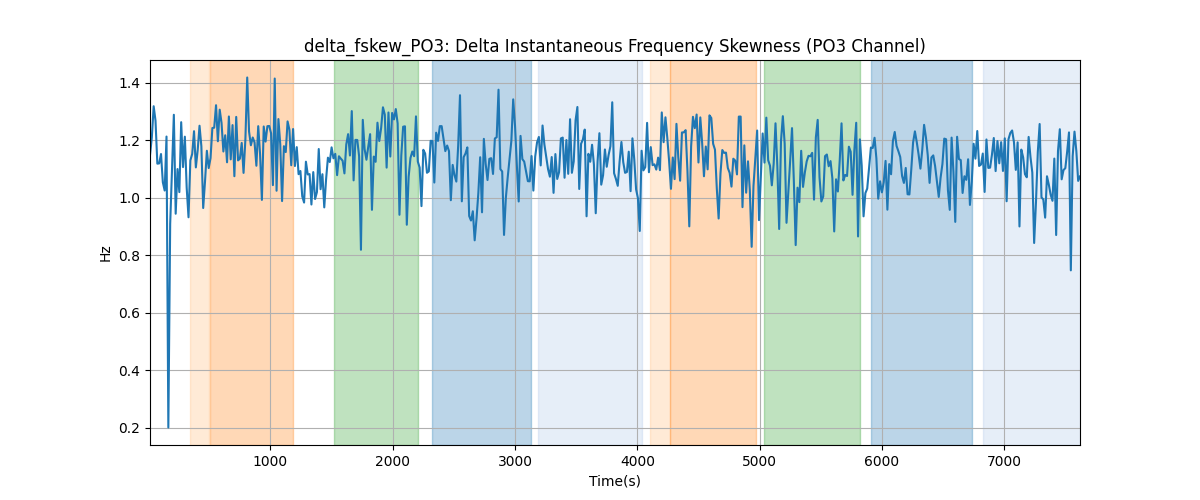 delta_fskew_PO3: Delta Instantaneous Frequency Skewness (PO3 Channel)
1.4
1.2
1.0
0.8
0.6
0.4
0.2
Hz
1000 2000 3000 4000 5000 6000 7000
Time(s)